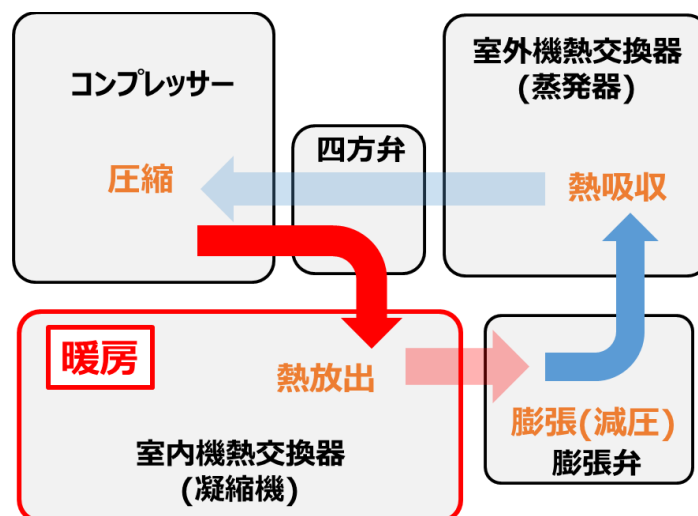 コンプレッサー
圧縮
四方弁
室外機熱交換器
(蒸発器)
熱吸収
暖房
熱放出
室内機熱交換器
(凝縮機)
膨張(減圧)
膨張弁